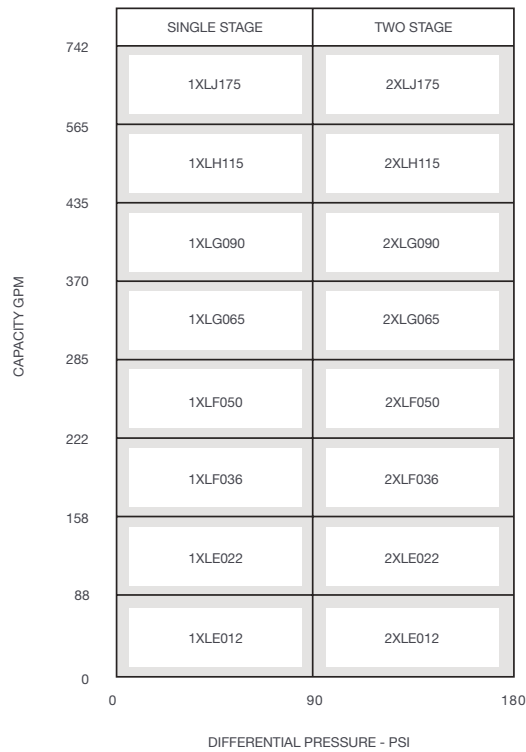 SINGLE STAGE TWO STAGE
742
1XLJ175 2XLJ175
565
1XLH115 2XLH115
435
1XLG090 2XLG090
370
CAPACITY GPM
1XLG065 2XLG065
285
1XLF050 2XLF050
222
1XLF036 2XLF036
158
1XLE022 2XLE022
88
1XLE012 2XLE012
0
0 90 180
DIFFERENTIAL PRESSURE - PSI